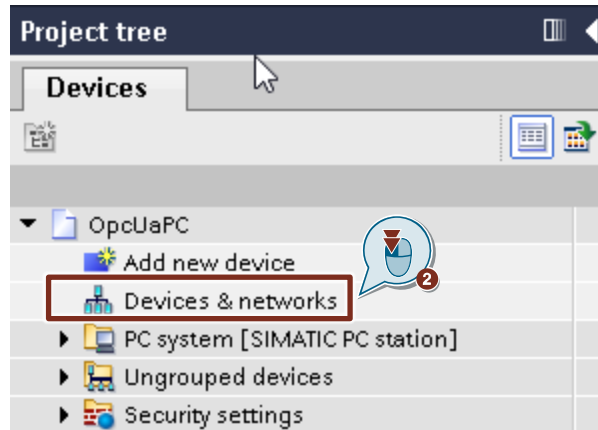 Project tree
Devices
OpcUaPC
Add new device
Devices & networks
2
PC system [SIMATIC PC station]
Ungrouped devices
Security settings